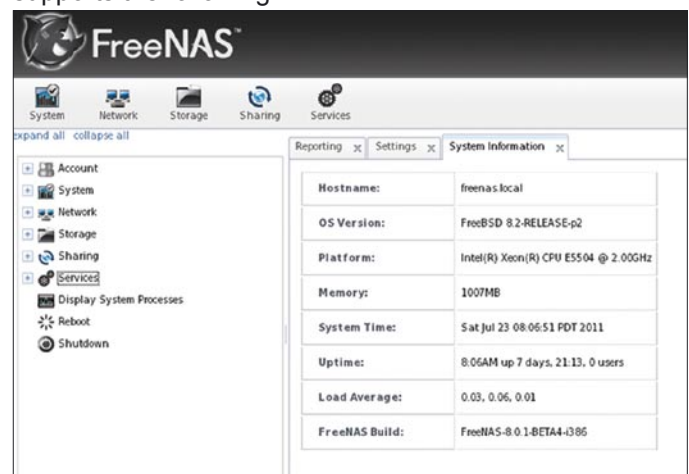 FreeNAS™
System Network Storage Sharing Services
expand all collapse all
Account
System
Network
Storage
Sharing
Services
Display System Processes
Reboot
Shutdown
Reporting x Settings x System Information x
Hostname: freenas.local
OS Version: FreeBSD 8.2-RELEASE-p2
Platform: Intel(R) Xeon(R) CPU E5504 @ 2.00GHz
Memory: 1007MB
System Time: Sat Jul 23 08:06:51 PDT 2011
Uptime: 8:06AM up 7 days, 21:13, 0 users
Load Average: 0.03, 0.06, 0.01
FreeNAS Build: FreeNAS-8.0.1-BETA4-i386